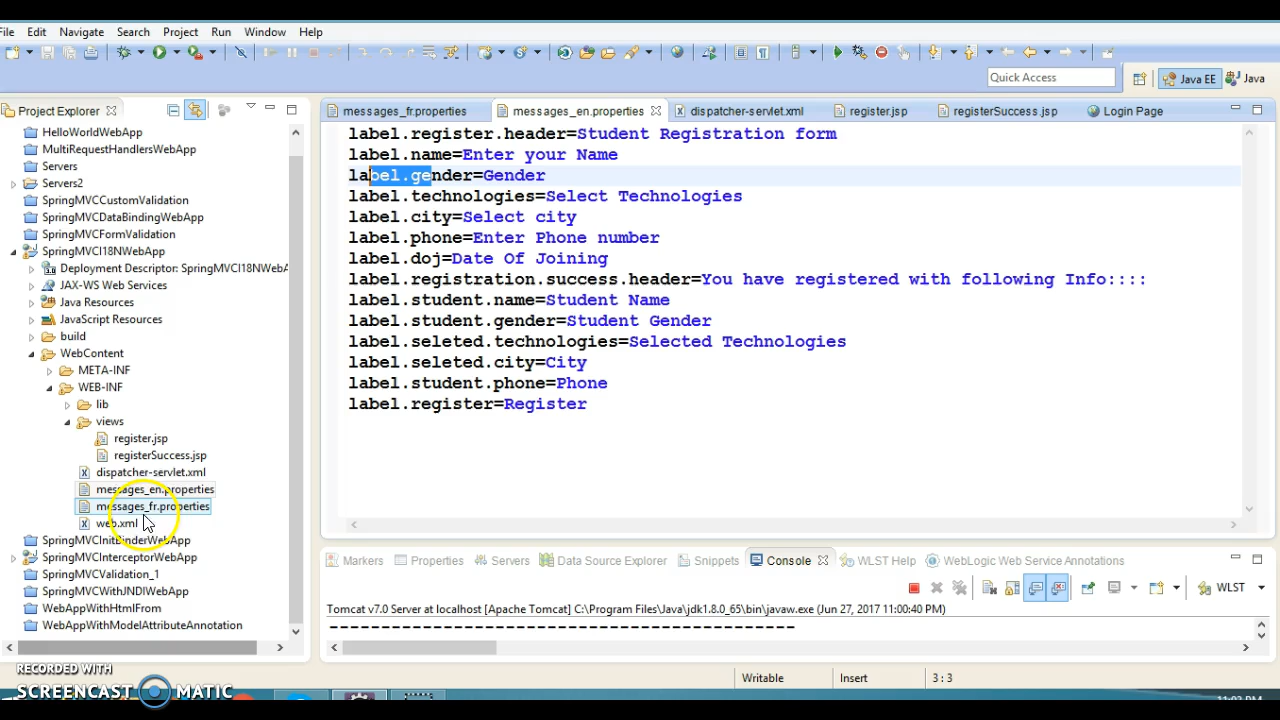 File Edit Navigate Search Project Run Window Help
Quick Access
Java EE
Java
Project Explorer
messages_fr.properties
messages_en.properties
dispatcher-servlet.xml
register.jsp
registerSuccess.jsp
Login Page
HelloWorldWebApp
MultiRequestHandlersWebApp
Servers
Servers2
SpringMVCCustomValidation
SpringMVCDataBindingWebApp
SpringMVCFormValidation
SpringMVCI18NWebApp
Deployment Descriptor: SpringMVCI18NWebA
JAX-WS Web Services
Java Resources
JavaScript Resources
build
WebContent
META-INF
WEB-INF
lib
views
register.jsp
registerSuccess.jsp
dispatcher-servlet.xml
messages_en.properties
messages_fr.properties
web.xml
SpringMVCInitBinderWebApp
SpringMVCInterceptorWebApp
SpringMVCValidation_1
SpringMVCWithJNDIWebApp
WebAppWithHtmlFrom
WebAppWithModelAttributeAnnotation
label.register.header=Student Registration form
label.name=Enter your Name
label.gender=Gender
label.technologies=Select Technologies
label.city=Select city
label.phone=Enter Phone number
label.doj=Date Of Joining
label.registration.success.header=You have registered with following Info::::
label.student.name=Student Name
label.student.gender=Student Gender
label.seleted.technologies=Selected Technologies
label.seleted.city=City
label.student.phone=Phone
label.register=Register
Markers
Properties
Servers
Data Source Explorer
Snippets
Console
WLST Help
WebLogic Web Service Annotations
WLST
Tomcat v7.0 Server at localhost [Apache Tomcat] C:\Program Files\Java\jdk1.8.0_65\bin\javaw.exe (Jun 27, 2017 11:00:40 PM)
--------------------------------------------
Writable
Insert
3 : 3
RECORDED WITH
SCREENCAST MATIC